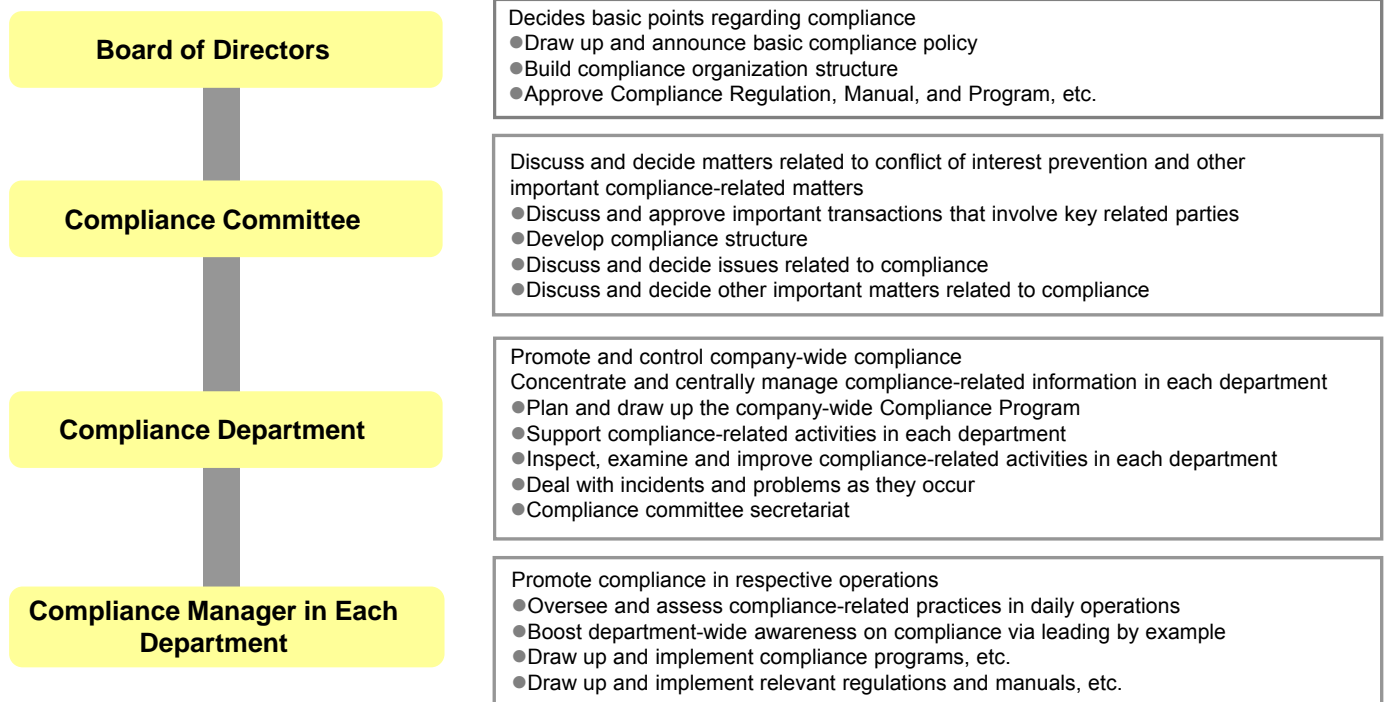 Board of Directors
Decides basic points regarding compliance
●Draw up and announce basic compliance policy
●Build compliance organization structure
●Approve Compliance Regulation, Manual, and Program, etc.
Compliance Committee
Discuss and decide matters related to conflict of interest prevention and other
important compliance-related matters
●Discuss and approve important transactions that involve key related parties
●Develop compliance structure
●Discuss and decide issues related to compliance
●Discuss and decide other important matters related to compliance
Compliance Department
Promote and control company-wide compliance
Concentrate and centrally manage compliance-related information in each department
●Plan and draw up the company-wide Compliance Program
●Support compliance-related activities in each department
●Inspect, examine and improve compliance-related activities in each department
●Deal with incidents and problems as they occur
●Compliance committee secretariat
Compliance Manager in Each
Department
Promote compliance in respective operations
●Oversee and assess compliance-related practices in daily operations
●Boost department-wide awareness on compliance via leading by example
●Draw up and implement compliance programs, etc.
●Draw up and implement relevant regulations and manuals, etc.